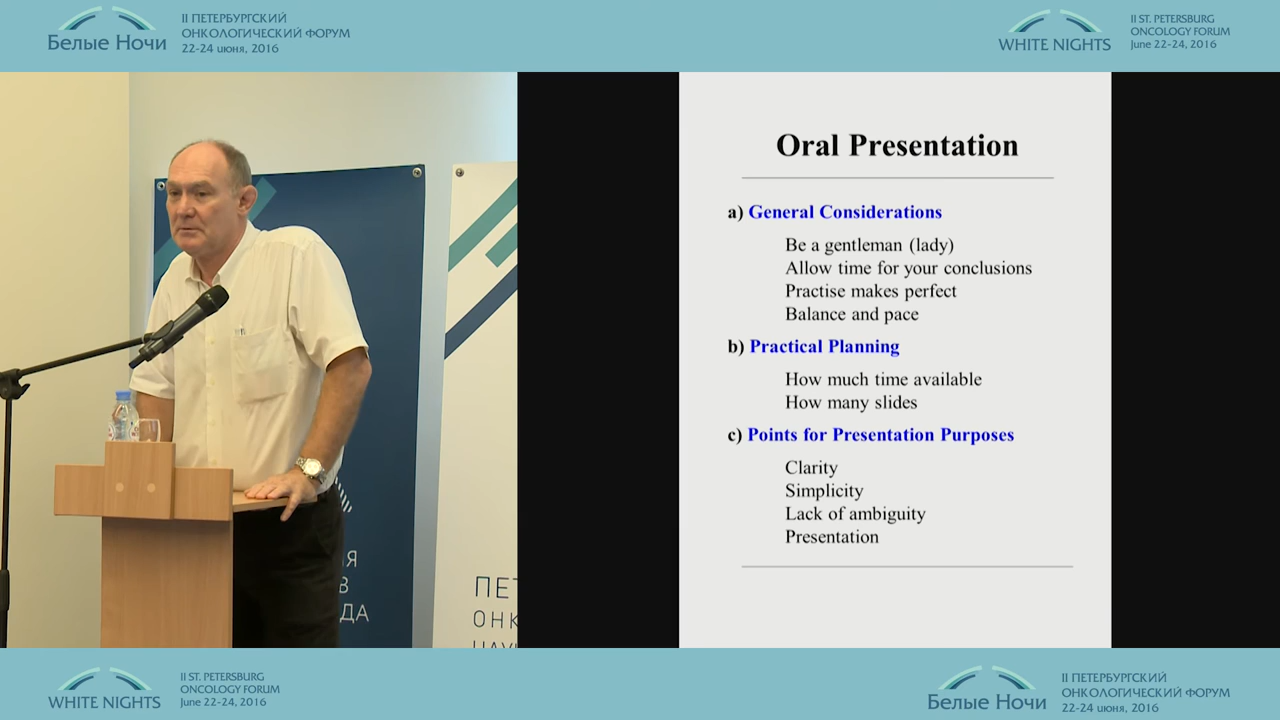 II ПЕТЕРБУРГСКИЙ
ОНКОЛОГИЧЕСКИЙ ФОРУМ
22-24 июня, 2016
Белые Ночи
II ST. PETERSBURG
ONCOLOGY FORUM
June 22-24, 2016
WHITE NIGHTS
Oral Presentation
a) General Considerations
Be a gentleman (lady)
Allow time for your conclusions
Practise makes perfect
Balance and pace
b) Practical Planning
How much time available
How many slides
c) Points for Presentation Purposes
Clarity
Simplicity
Lack of ambiguity
Presentation
Я
В
ДА
ПЕТ
ОНК
WHITE NIGHTS
II ST. PETERSBURG
ONCOLOGY FORUM
June 22-24, 2016
Белые Ночи
II ПЕТЕРБУРГСКИЙ
ОНКОЛОГИЧЕСКИЙ ФОРУМ
22-24 июня, 2016